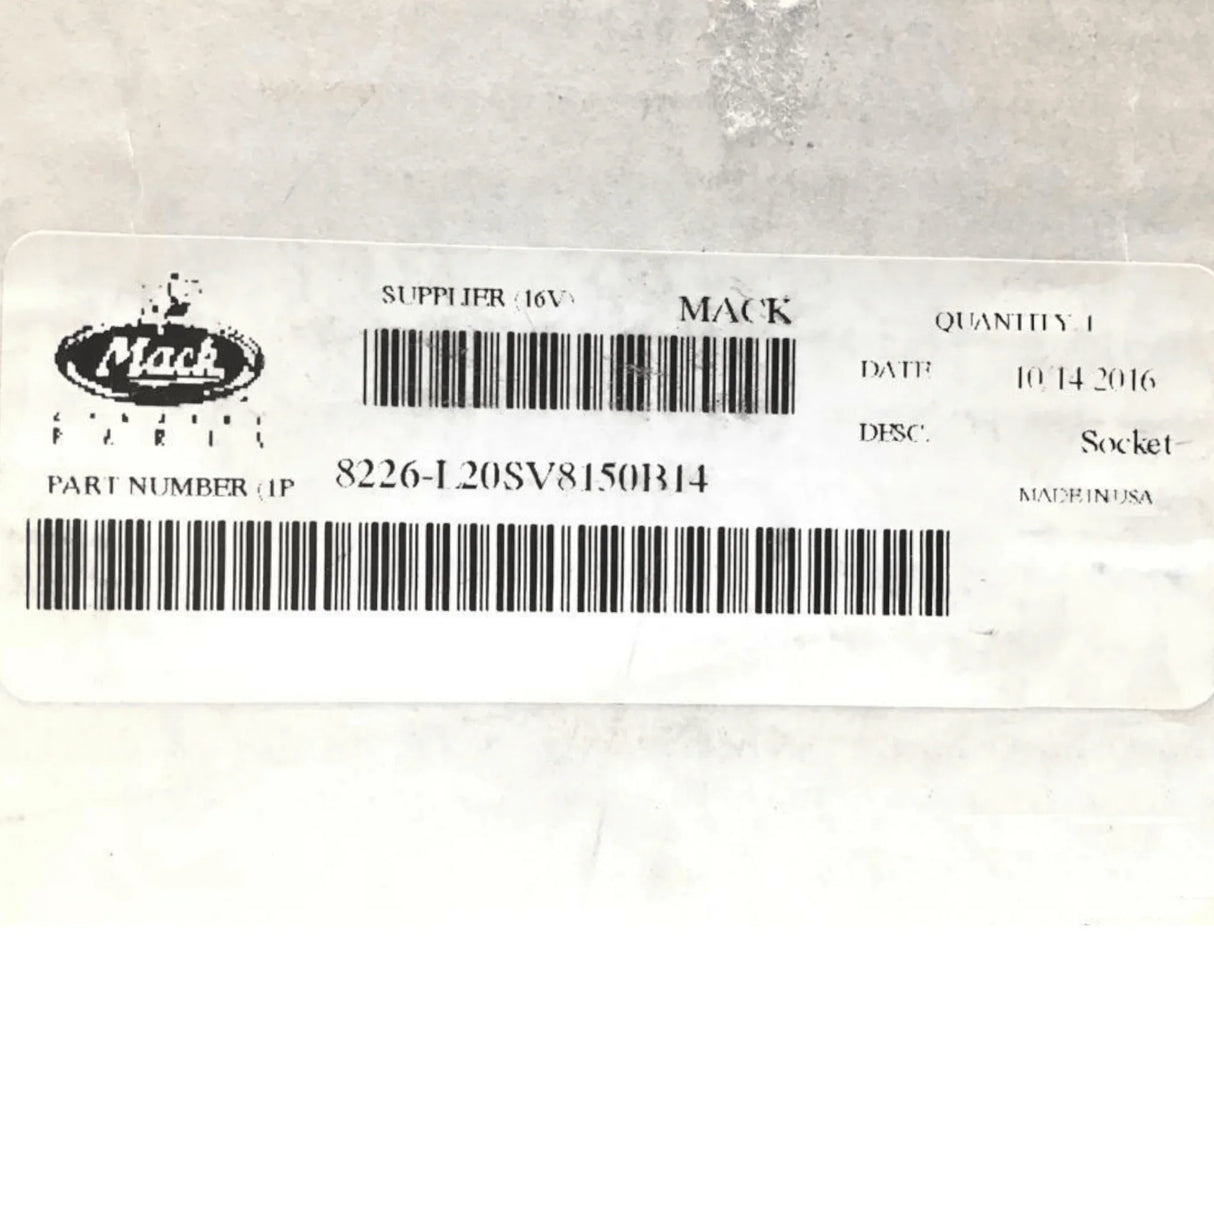 Mack
PARTS
SUPPLIER (16V) MACK
QUANTITY 1
DATE 10/14/2016
DESC. Socket
PART NUMBER (1P 8226-L20SV8150B14
MADE IN USA